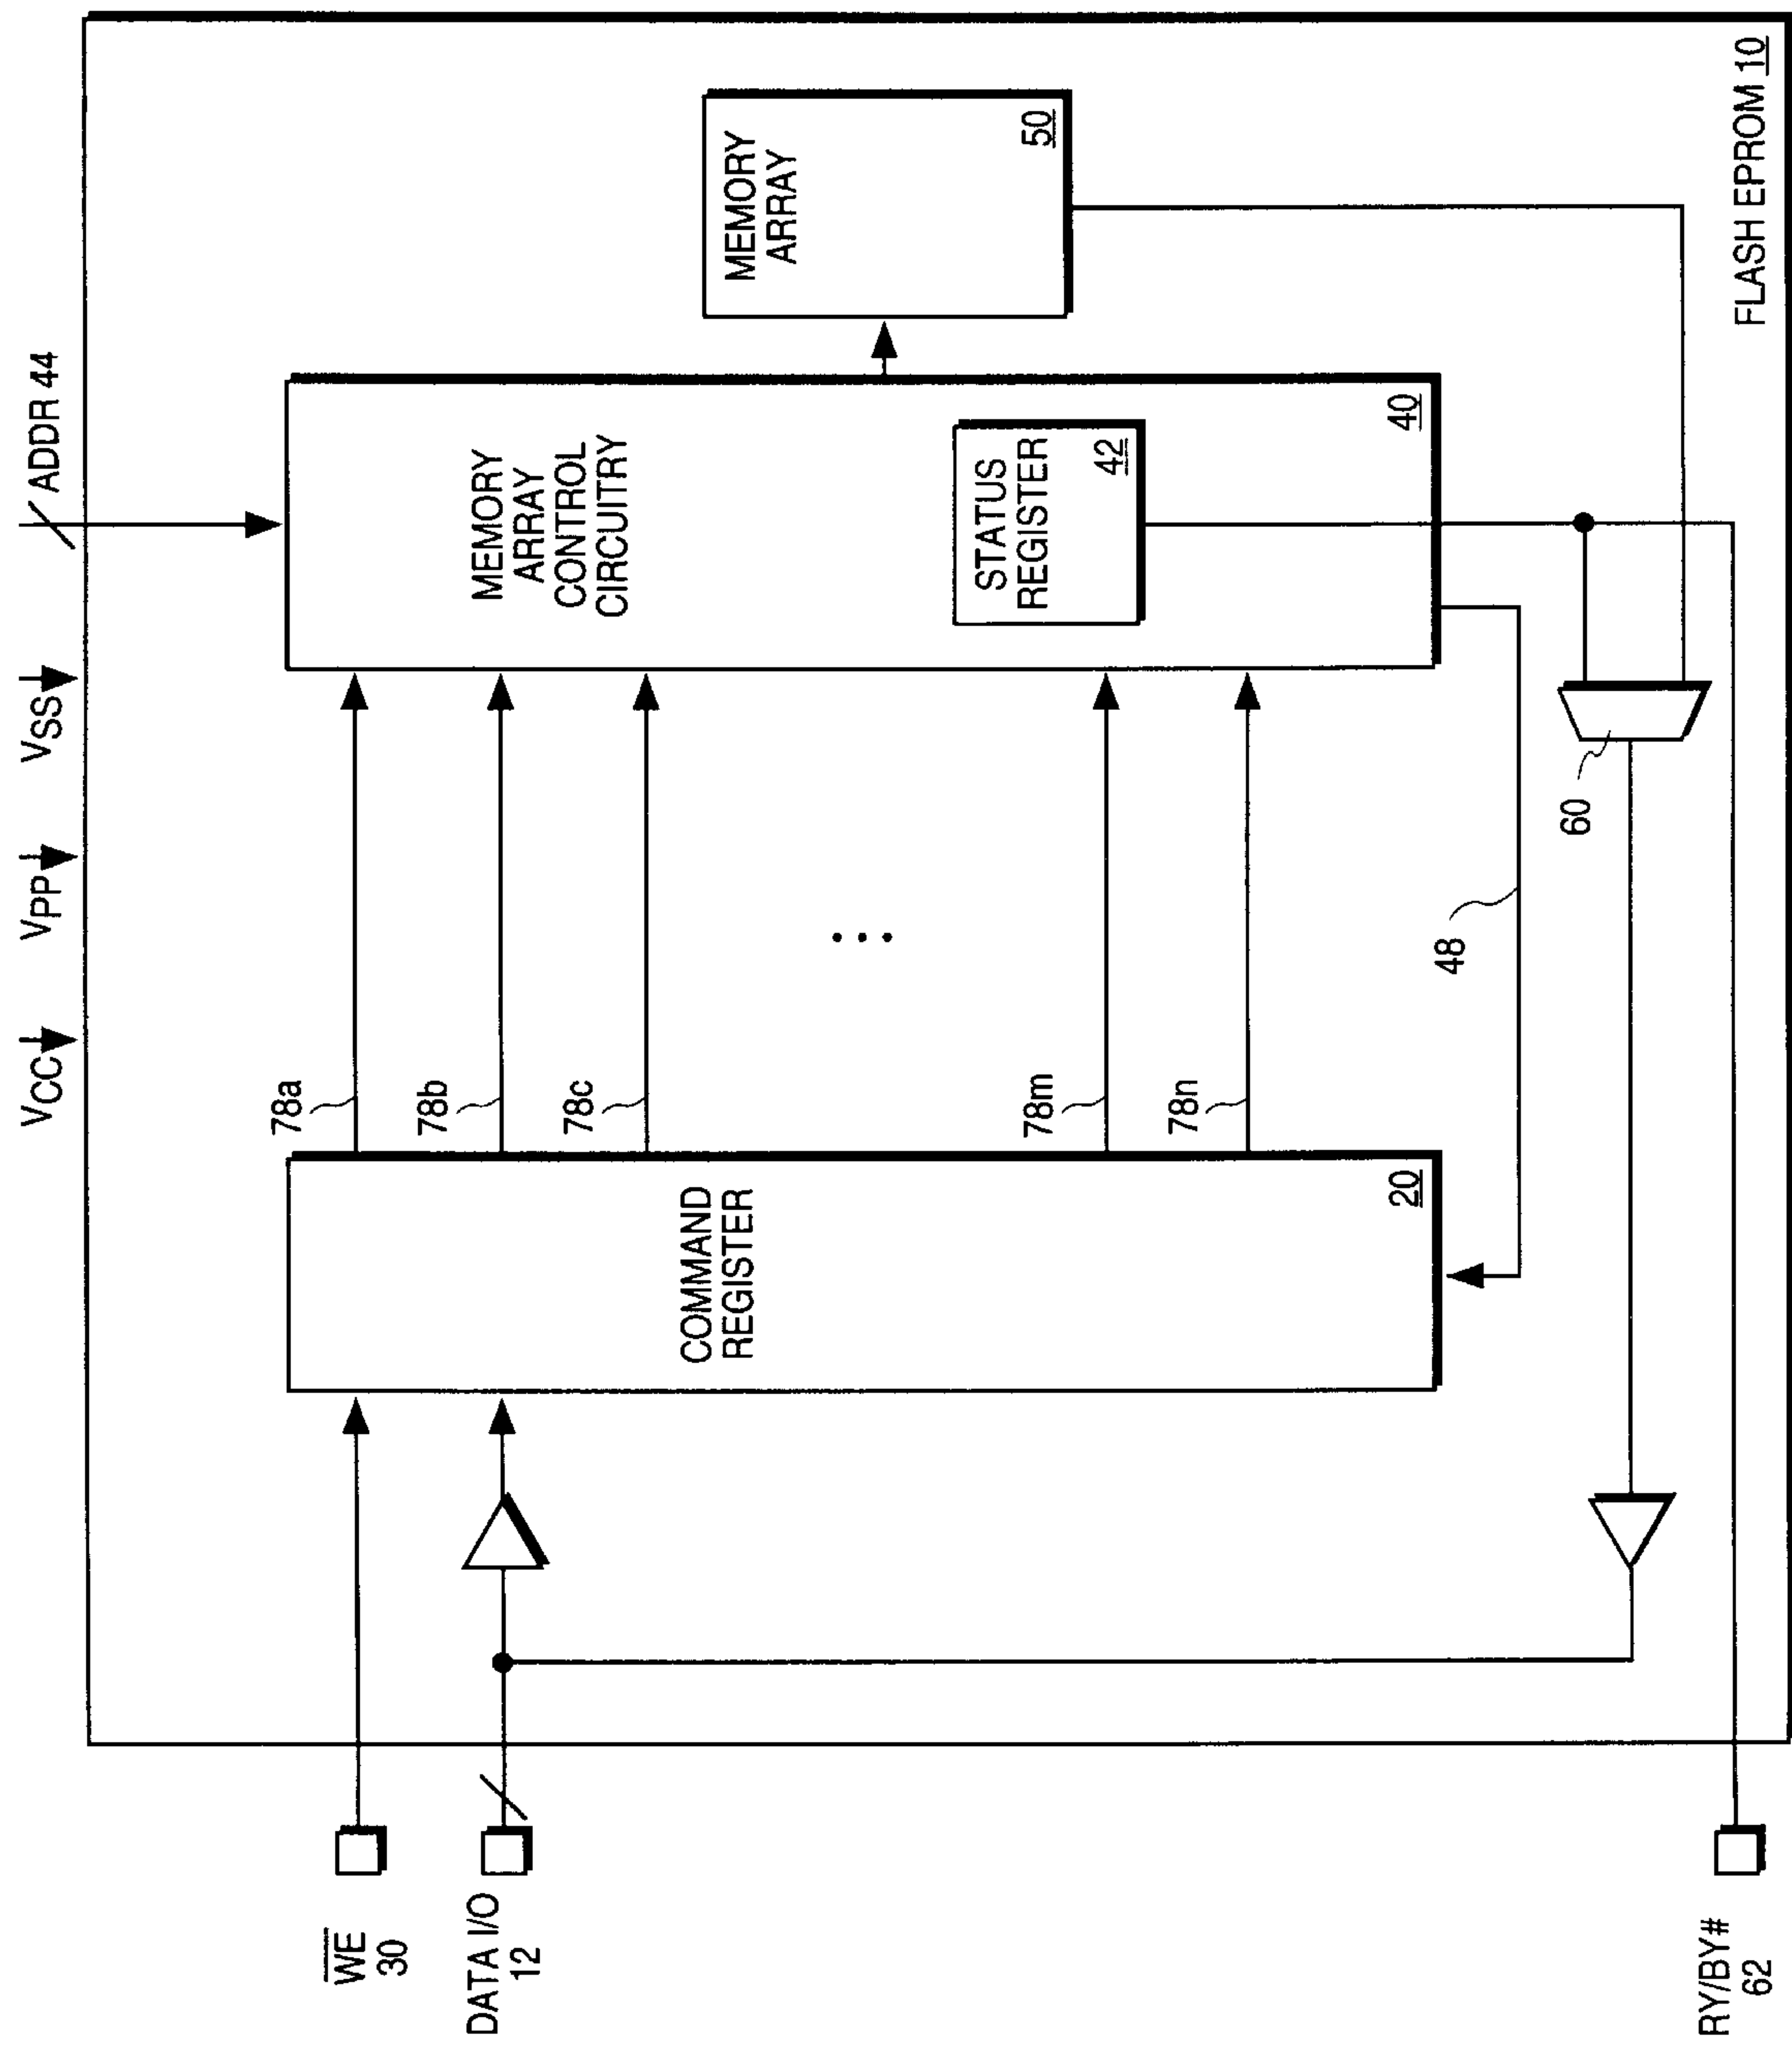 VCC
VPP
VSS
ADDR 44
WE
30
DATA I/O
12
78a
78b
78c
78m
78n
COMMAND
REGISTER
20
MEMORY
ARRAY
CONTROL
CIRCUITRY
STATUS
REGISTER
42
40
MEMORY
ARRAY
50
...
48
60
RY/BY#
62
FLASH EPROM 10